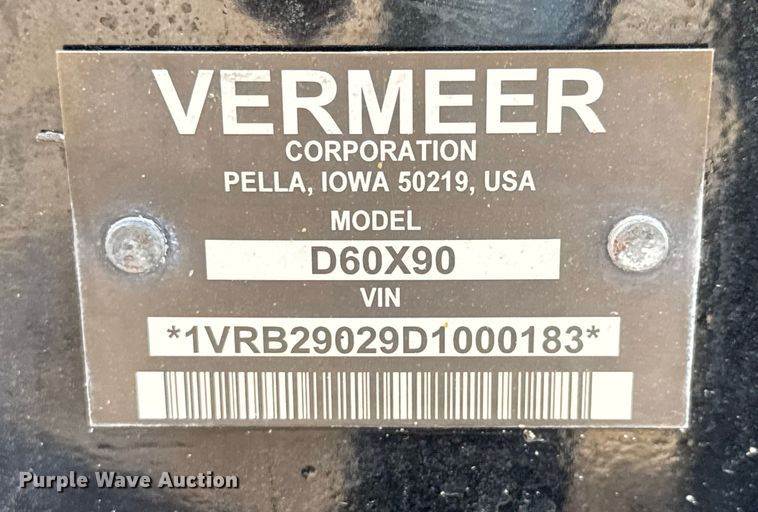 VERMEER
CORPORATION
PELLA, IOWA 50219, USA
MODEL
D60X90
VIN
*1VRB29029D1000183*
Purple Wave Auction